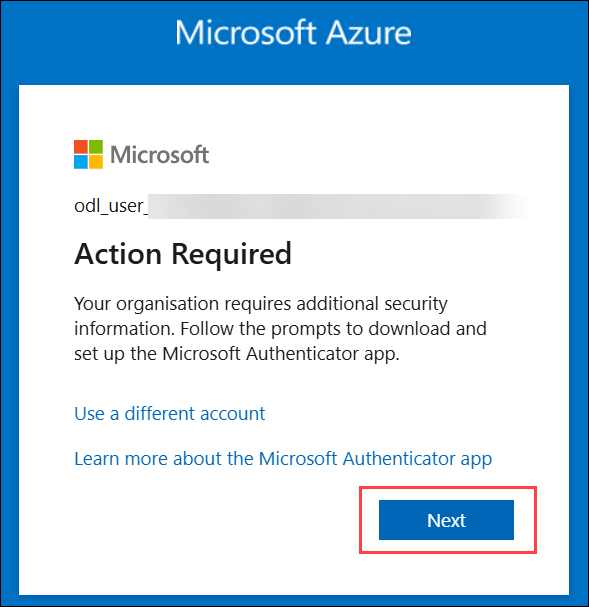 Microsoft Azure
Microsoft
odl_user_
Action Required
Your organisation requires additional security
information. Follow the prompts to download and
set up the Microsoft Authenticator app.
Use a different account
Learn more about the Microsoft Authenticator app
Next